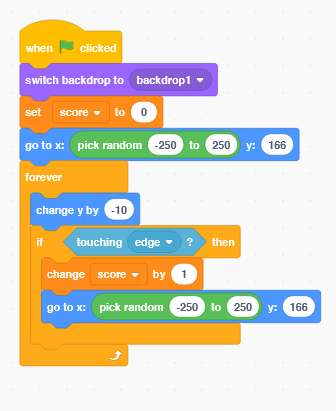 when clicked
switch backdrop to backdrop1
set score to 0
go to x: pick random -250 to 250 y: 166
forever
change y by -10
if touching edge ? then
change score by 1
go to x: pick random -250 to 250 y: 166